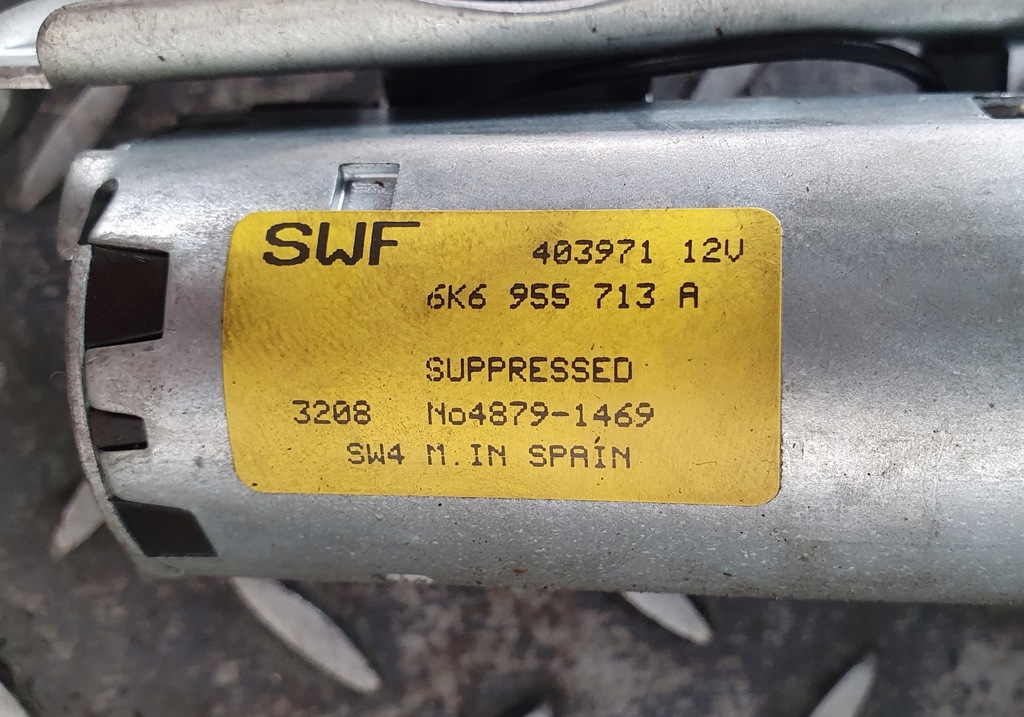 SWF 403971 12V
6K6 955 713 A
SUPPRESSED
3208 No4879-1469
SW4 M.IN SPAIN